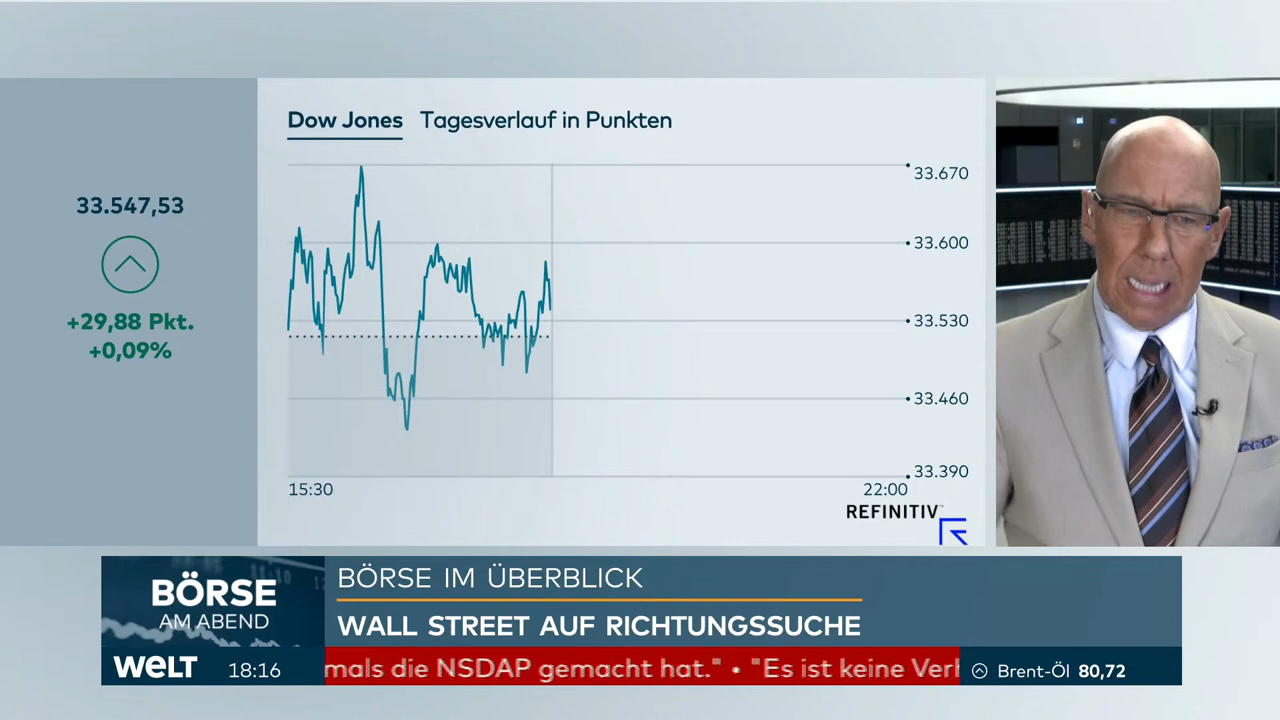 Dow Jones Tagesverlauf in Punkten
33.547,53
+29,88 Pkt.
+0,09%
33.670
33.600
33.530
33.460
33.390
15:30
22:00
REFINITIV
BÖRSE
AM ABEND
BÖRSE IM ÜBERBLICK
WALL STREET AUF RICHTUNGSSUCHE
welt 18:16
mals die NSDAP gemacht hat." • "Es ist keine Verh
Brent-Öl 80,72